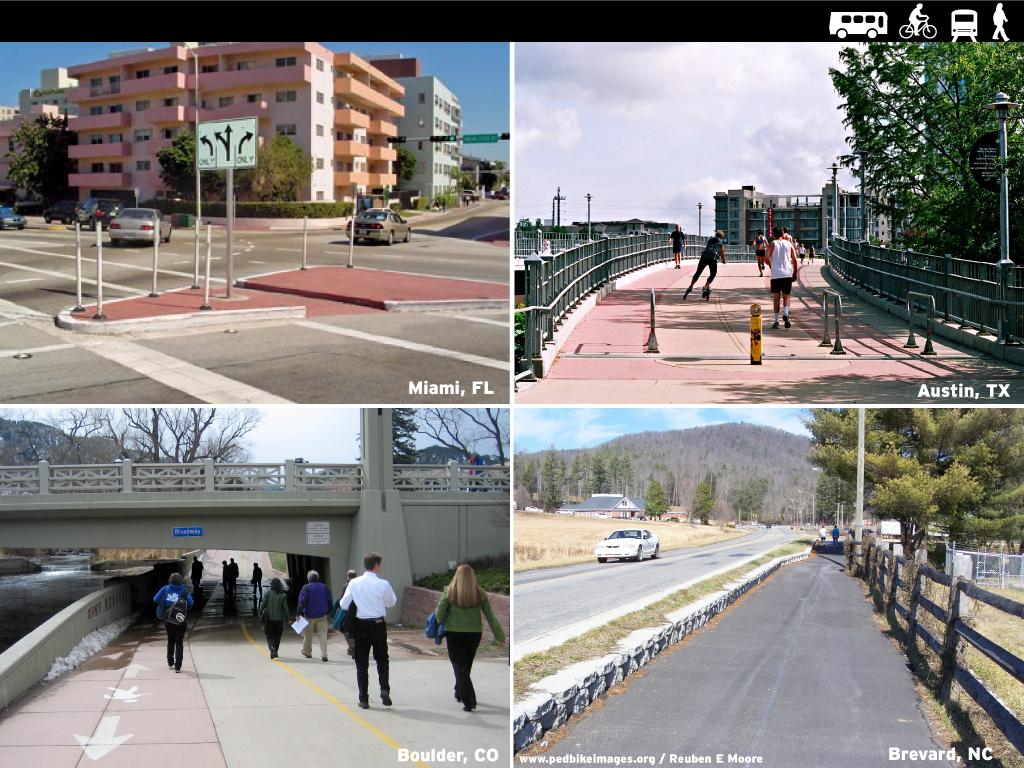 ONLY ONLY
Miami, FL
Austin, TX
Broadway
Boulder, CO
www.pedbikeimages.org / Reuben E Moore
Brevard, NC